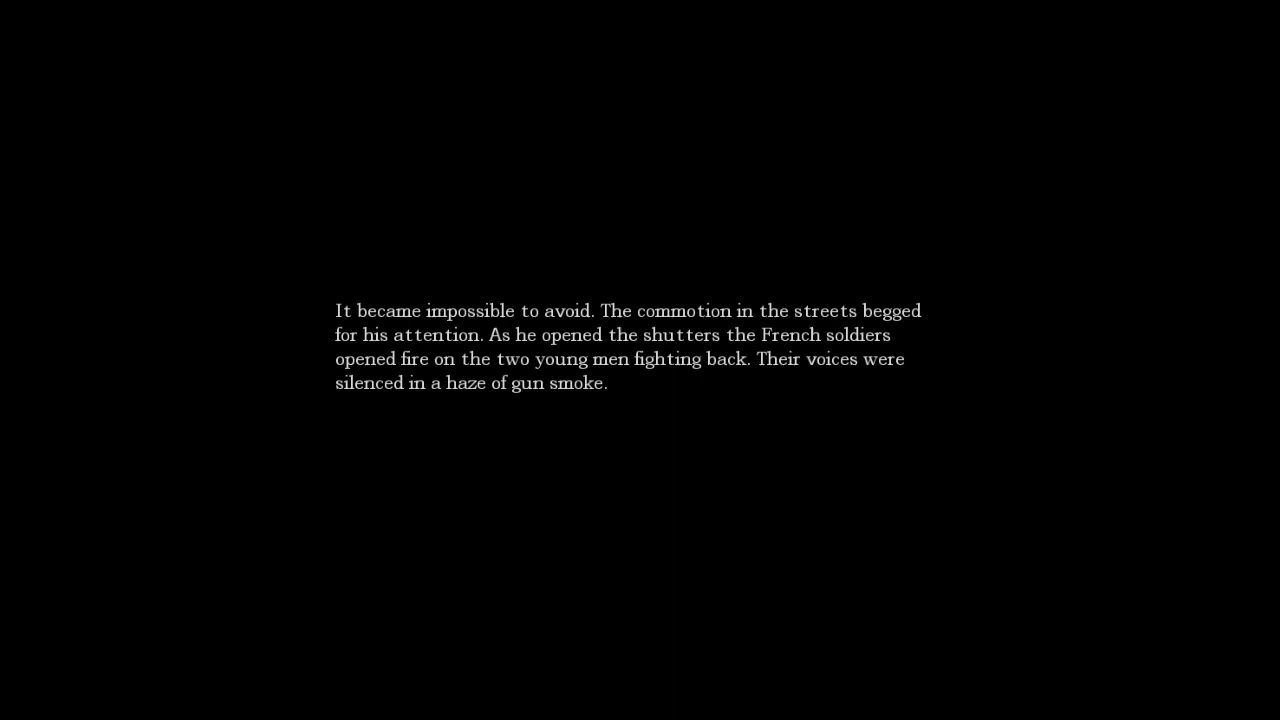 It became impossible to avoid. The commotion in the streets begged
for his attention. As he opened the shutters the French soldiers
opened fire on the two young men fighting back. Their voices were
silenced in a haze of gun smoke.